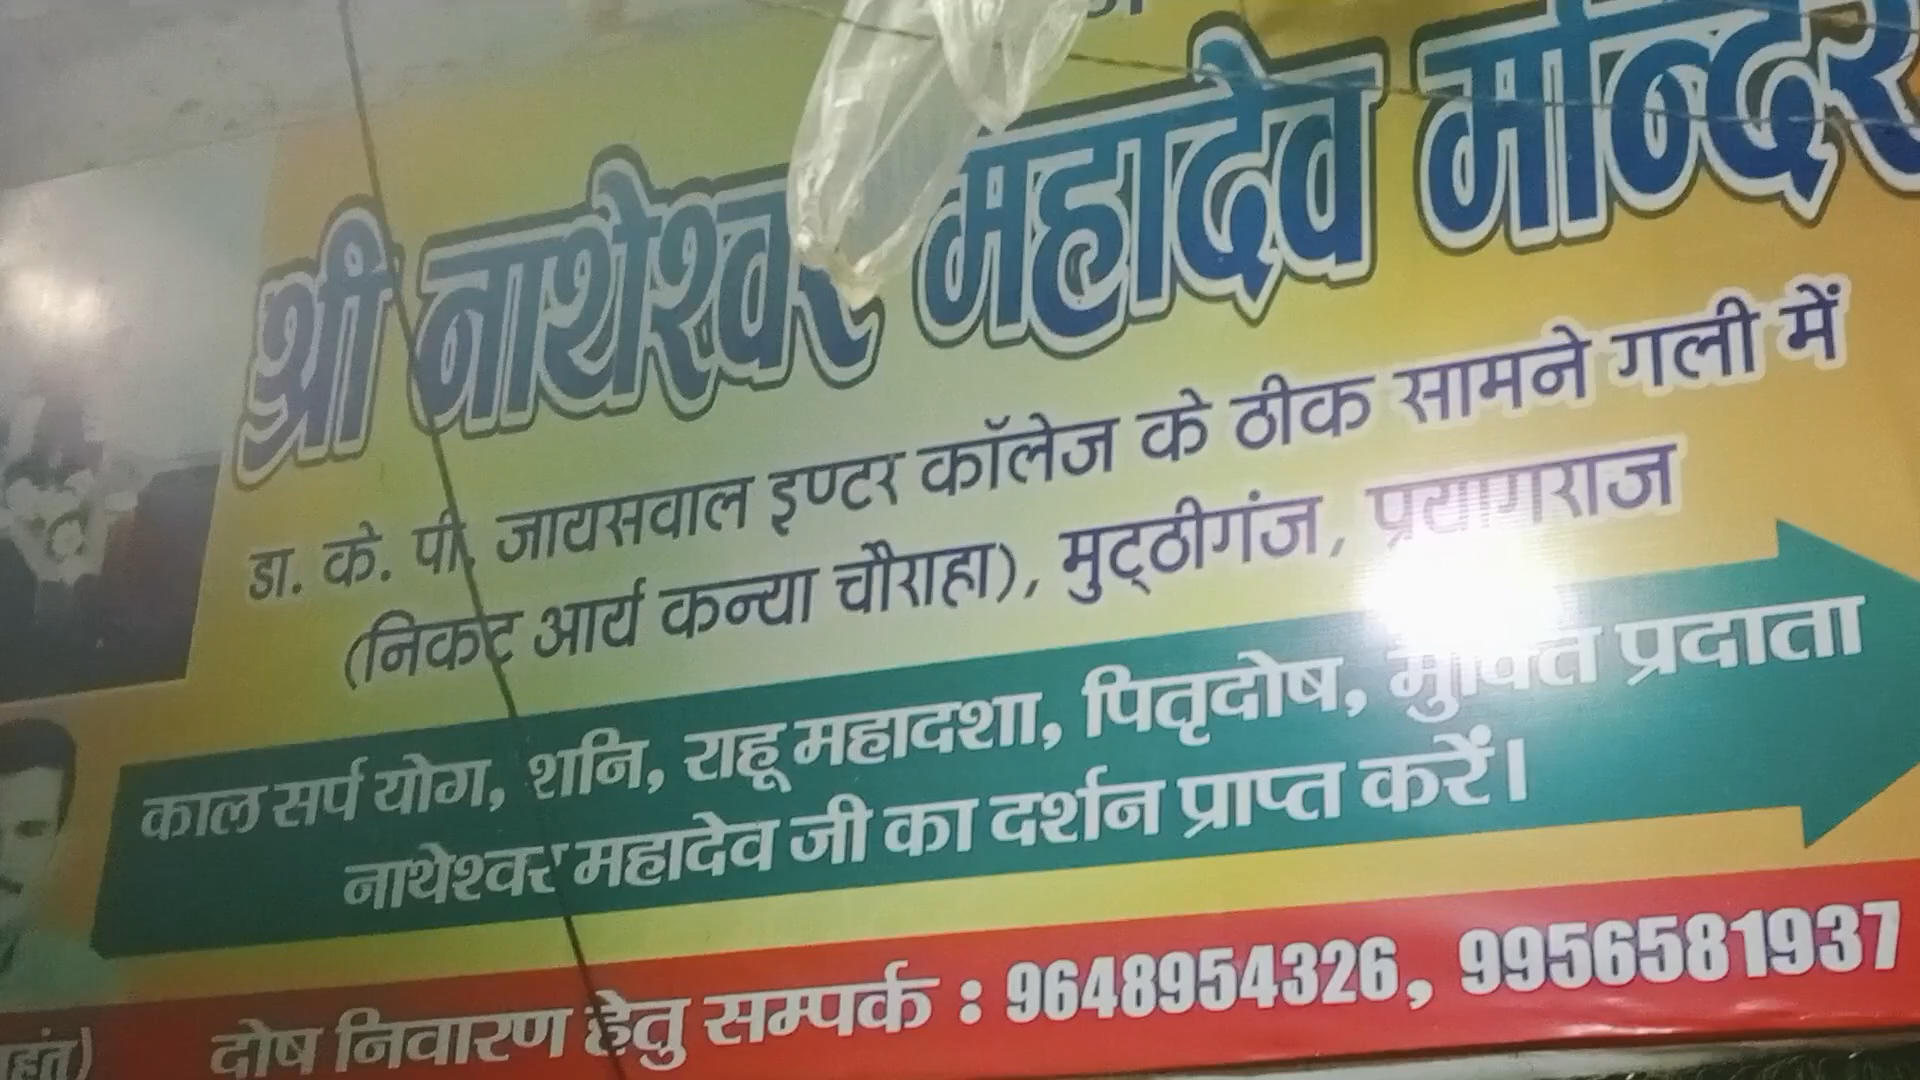 श्री नाथेश्वर महादेव मन्दिर
डा. के. पी. जायसवाल इण्टर कॉलेज के ठीक सामने गली में
(निकट आर्य कन्या चौराहा), मुट्ठीगंज, प्रयागराज
काल सर्प योग, शनि, राहू महादशा, पितृदोष, मुक्ति प्रदाता
नाथेश्वर महादेव जी का दर्शन प्राप्त करें।
दोष निवारण हेतु सम्पर्क : 9648954326, 9956581937